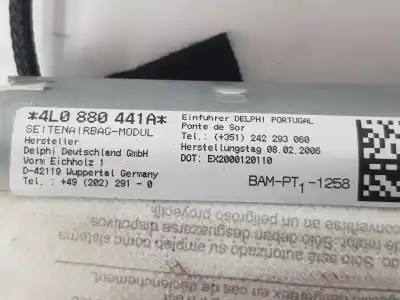 *4L0 880 441A*
SEITENAIRBAG-MODUL
Hersteller
Delphi Deutschland GmbH
Vorm Eichholz 1
D-42119 Wuppertal Germany
Tel.: +49 (202) 291 - 0
Einfuhrer DELPHI PORTUGAL
Ponte de Sor
Tel.: (+351) 242 293 060
Herstellungstag 08.02.2006
DOT: EX2000120110
BAM-PT₁-1258